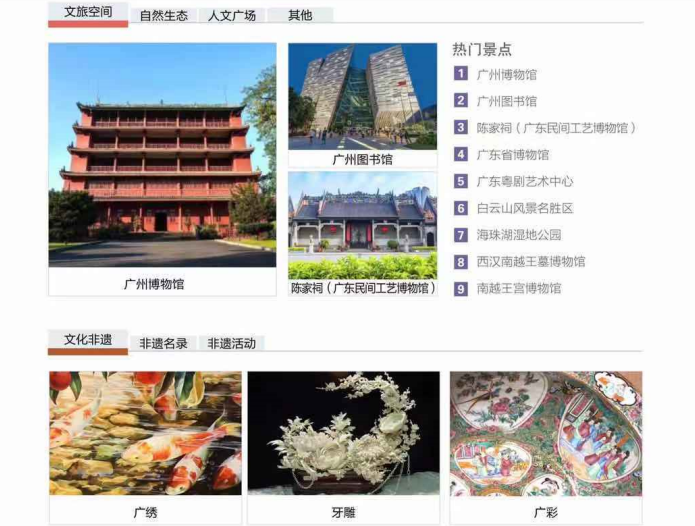 文旅空间
自然生态
人文广场
其他
广州博物馆
广州图书馆
陈家祠（广东民间工艺博物馆）
热门景点
1 广州博物馆
2 广州图书馆
3 陈家祠（广东民间工艺博物馆）
4 广东省博物馆
5 广东粤剧艺术中心
6 白云山风景名胜区
7 海珠湖湿地公园
8 西汉南越王墓博物馆
9 南越王宫博物馆
文化非遗
非遗名录
非遗活动
广绣
牙雕
广彩